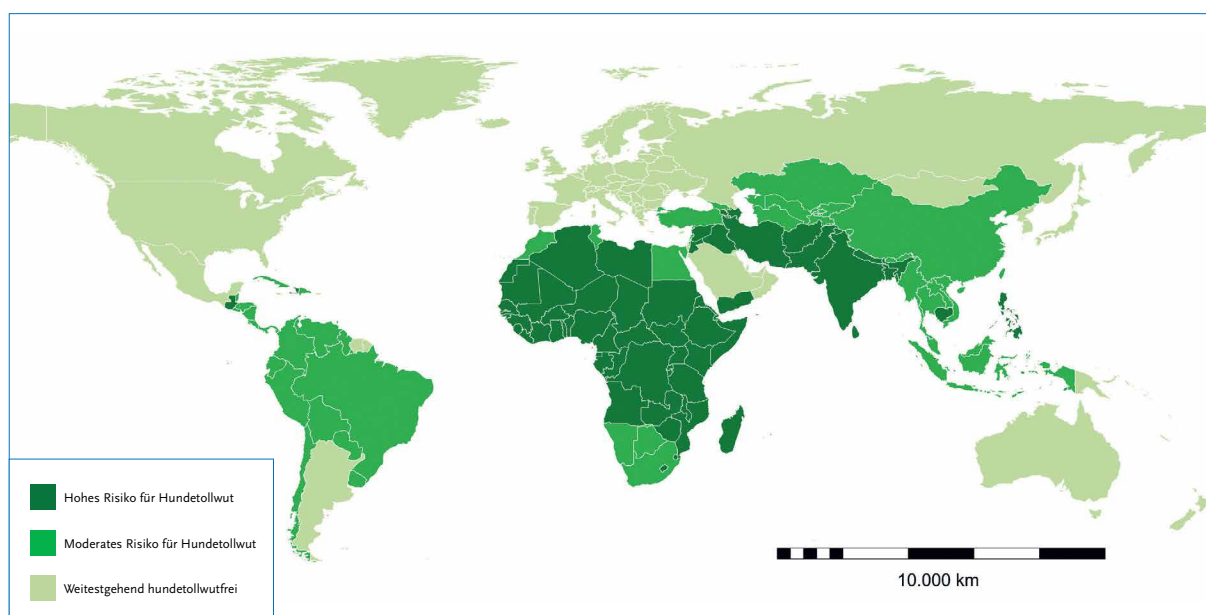 Hohes Risiko für Hundetollwut
Moderates Risiko für Hundetollwut
Weitestgehend hundetollwutfrei
10.000 km